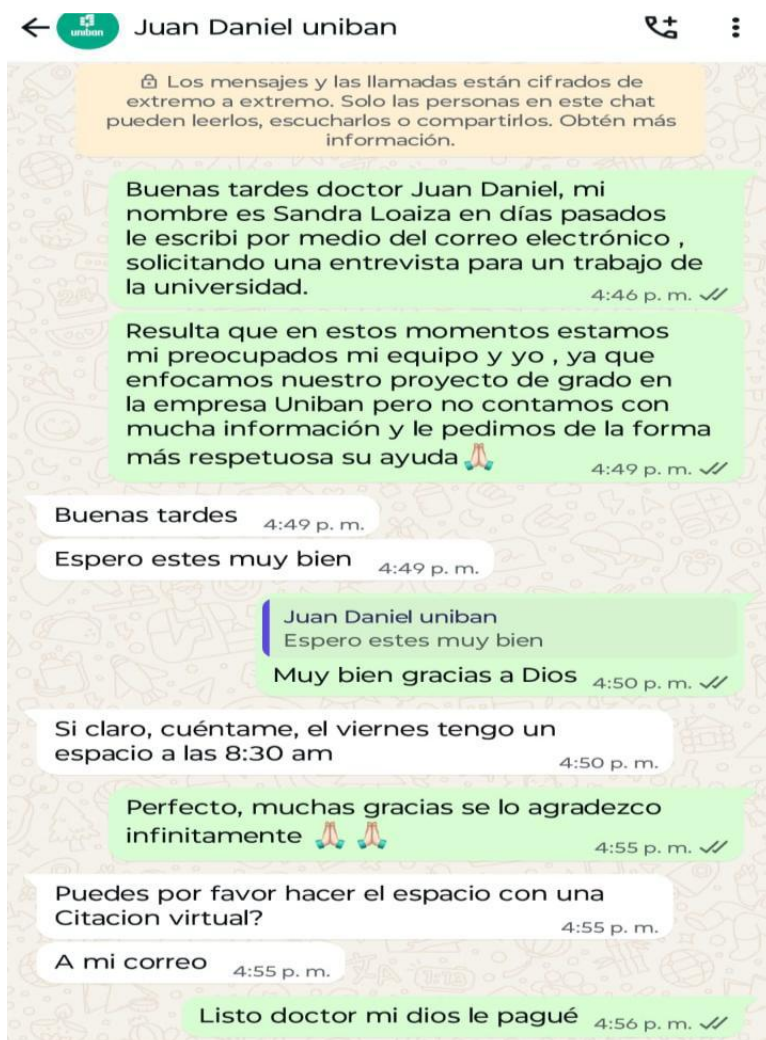 uniban
Juan Daniel uniban
Los mensajes y las llamadas están cifrados de
extremo a extremo. Solo las personas en este chat
pueden leerlos, escucharlos o compartirlos. Obtén más
información.
Buenas tardes doctor Juan Daniel, mi
nombre es Sandra Loaiza en días pasados
le escribi por medio del correo electrónico ,
solicitando una entrevista para un trabajo de
la universidad.
4:46 p. m.
Resulta que en estos momentos estamos
mi preocupados mi equipo y yo , ya que
enfocamos nuestro proyecto de grado en
la empresa Uniban pero no contamos con
mucha información y le pedimos de la forma
más respetuosa su ayuda 🙏🏻
4:49 p. m.
Buenas tardes 4:49 p. m.
Espero estes muy bien 4:49 p. m.
Juan Daniel uniban
Espero estes muy bien
Muy bien gracias a Dios 4:50 p. m.
Si claro, cuéntame, el viernes tengo un
espacio a las 8:30 am
4:50 p. m.
Perfecto, muchas gracias se lo agradezco
infinitamente 🙏🏻 🙏🏻
4:55 p. m.
Puedes por favor hacer el espacio con una
Citacion virtual?
4:55 p. m.
A mi correo 4:55 p. m.
Listo doctor mi dios le pagué 4:56 p. m.